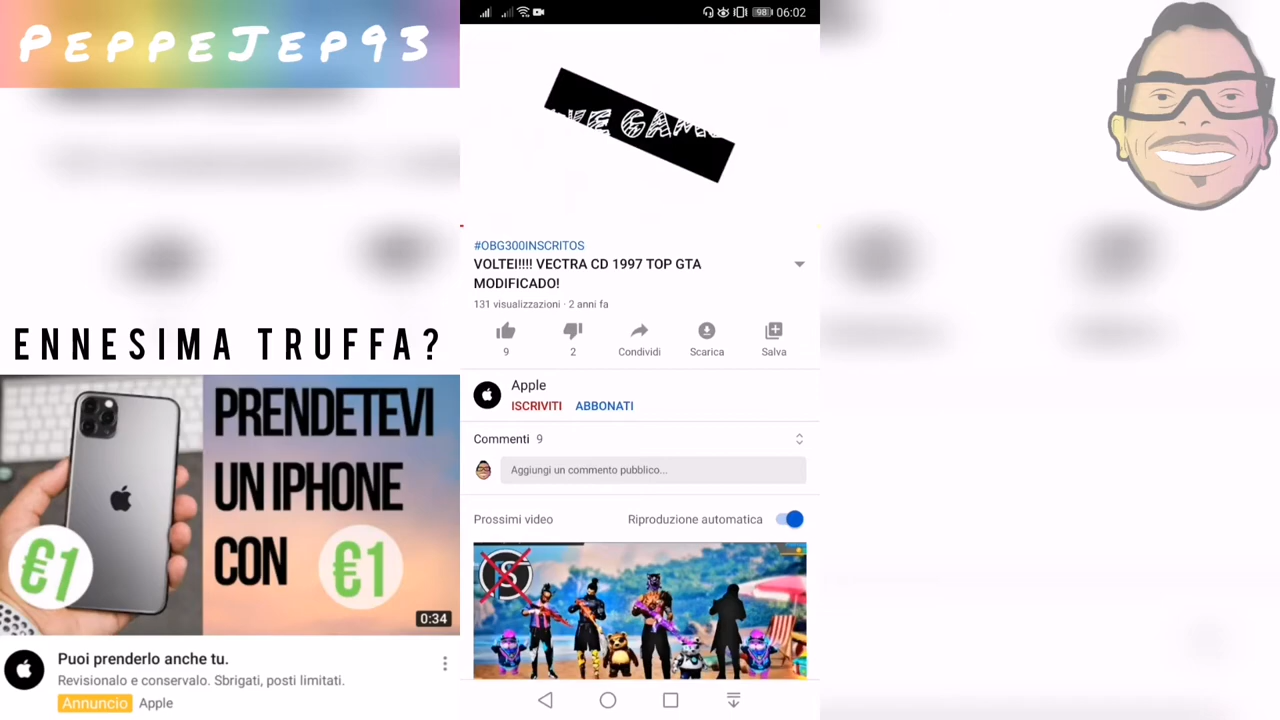 PEPPEJEP93
ENNESIMA TRUFFA?
PRENDETEVI
UN IPHONE
CON €1
€1
0:34
Puoi prenderlo anche tu.
Revisionalo e conservalo. Sbrigati, posti limitati.
Annuncio Apple
98 06:02
GAM
#OBG300INSCRITOS
VOLTEI!!!! VECTRA CD 1997 TOP GTA
MODIFICADO!
131 visualizzazioni · 2 anni fa
9 2 Condividi Scarica Salva
Apple
ISCRIVITI ABBONATI
Commenti 9
Aggiungi un commento pubblico...
Prossimi video Riproduzione automatica